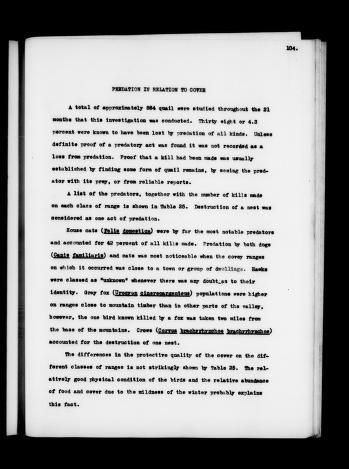 104.
PREDATION IN RELATION TO COVER
A total of approximately 884 quail were studied throughout the 21
months that this investigation was conducted. Thirty eight or 4.3
percent were known to have been lost by predation of all kinds. Unless
definite proof of a predatory act was found it was not recorded as a
loss from predation. Proof that a kill had been made was usually
established by finding some form of quail remains, by seeing the pred-
ator with its prey, or from reliable reports.
A list of the predators, together with the number of kills made
on each class of range is shown in Table 25. Destruction of a nest was
considered as one act of predation.
House cats (Felis domestica) were by far the most notable predators
and accounted for 42 percent of all kills made. Predation by both dogs
(Canis familiaris) and cats was most noticeable when the covey ranges
on which it occurred was close to a town or group of dwellings. Hawks
were classed as "unknown" whenever there was any doubt as to their
identity. Gray fox (Urocyon cinereoargenteus) populations were higher
on ranges close to mountain timber than in other parts of the valley,
however, the one bird known killed by a fox was taken two miles from
the base of the mountains. Crows (Corvus brachyrhynchos brachyrhynchos)
accounted for the destruction of one nest.
The differences in the protective quality of the cover on the dif-
ferent classes of ranges is not strikingly shown by Table 25. The rel-
atively good physical condition of the birds and the relative abundance
of food and cover due to the mildness of the winter probably explains
this fact.